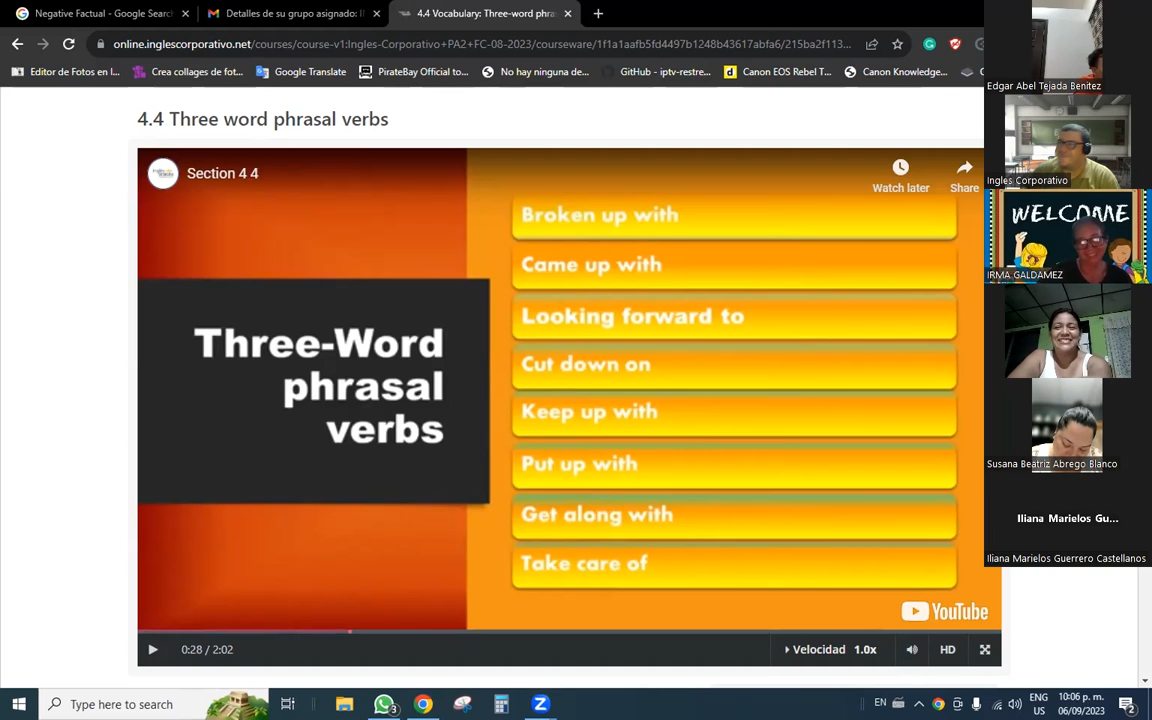 Negative Factual - Google Searc
Detalles de su grupo asignado: I
4.4 Vocabulary: Three-word phra
online.inglescorporativo.net/courses/course-v1:Ingles-Corporativo+PA2+FC-08-2023/courseware/1f1a1aafb5fd4497b1248b43617abfa6/215ba2f113...
Editor de Fotos en l...
Crea collages de fot...
Google Translate
PirateBay Official to...
No hay ninguna de...
GitHub - iptv-restre...
Canon EOS Rebel T...
Canon Knowledge...
4.4 Three word phrasal verbs
Section 4 4
Watch later
Share
Three-Word
phrasal
verbs
Broken up with
Came up with
Looking forward to
Cut down on
Keep up with
Put up with
Get along with
Take care of
YouTube
0:28 / 2:02
Velocidad 1.0x
HD
Edgar Abel Tejada Benitez
Ingles Corporativo
WELCOME
IRMA GALDAMEZ
Susana Beatriz Abrego Blanco
Iliana Marielos Gu...
Iliana Marielos Guerrero Castellanos
Type here to search
3
EN
ENG
US
10:06 p. m.
06/09/2023
2